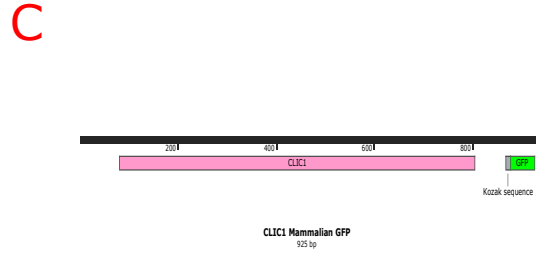 C
200 400 600 800
CLIC1 GFP
Kozak sequence
CLIC1 Mammalian GFP
925 bp